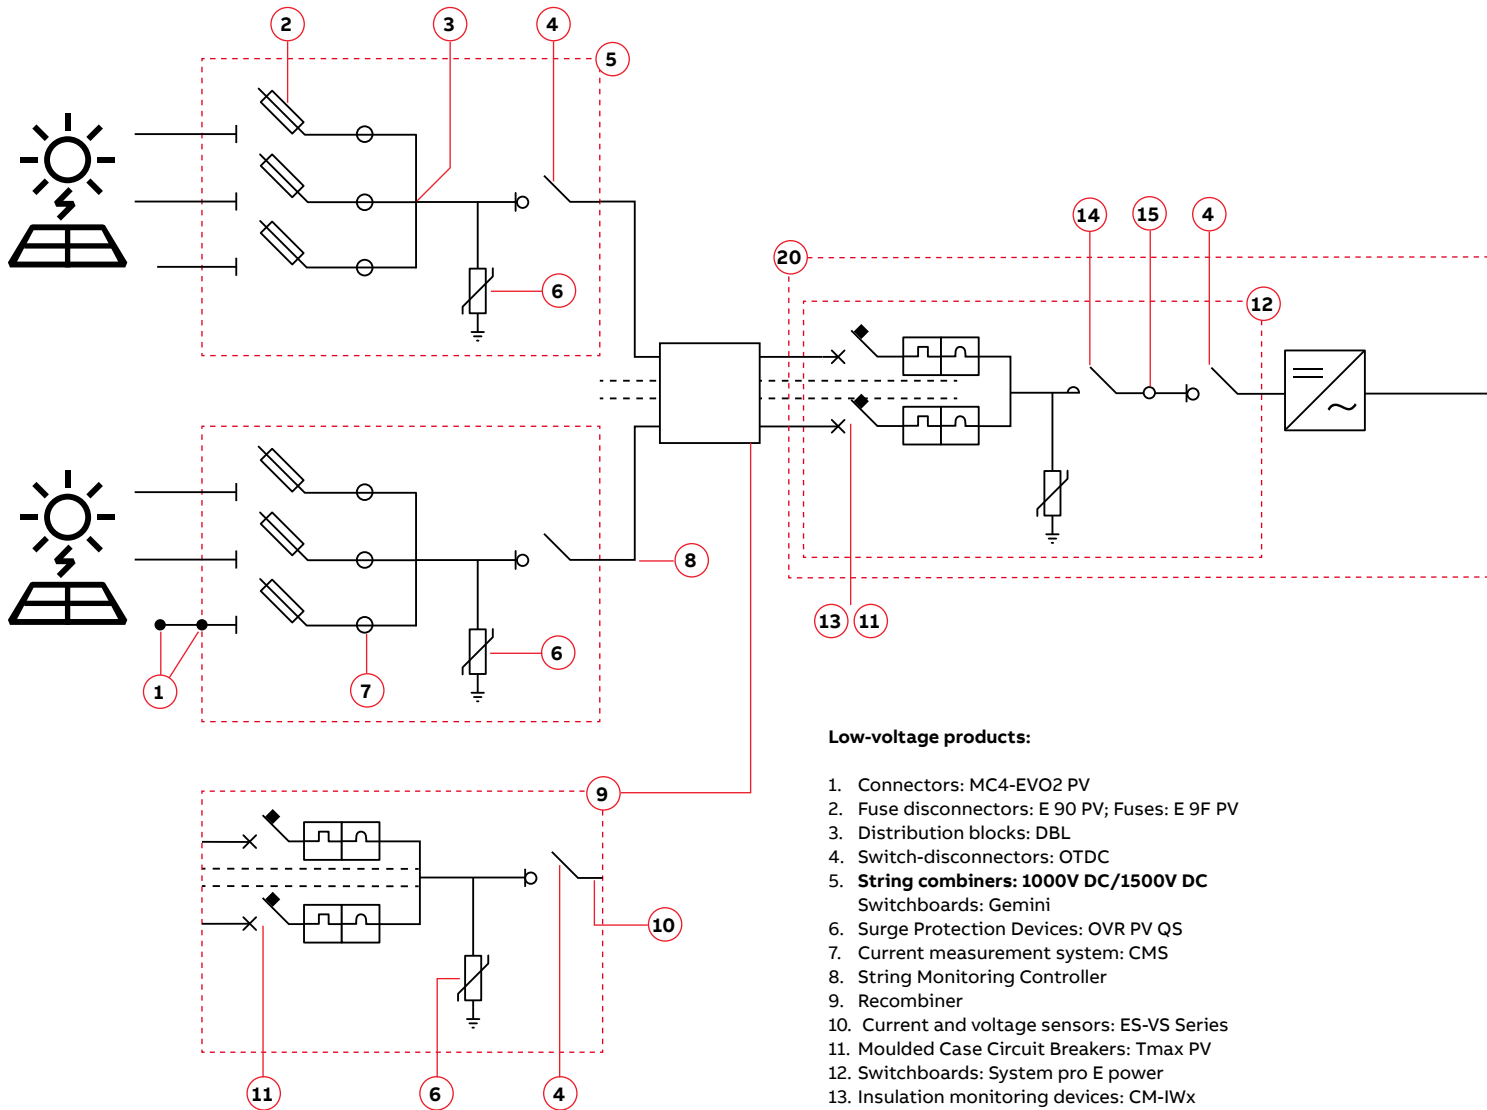 2
3
4
5
6
14
15
4
20
12
8
13
11
6
1
7
9
10
11
6
4
Low-voltage products:
1. Connectors: MC4-EVO2 PV
2. Fuse disconnectors: E 90 PV; Fuses: E 9F PV
3. Distribution blocks: DBL
4. Switch-disconnectors: OTDC
5. String combiners: 1000V DC/1500V DC
Switchboards: Gemini
6. Surge Protection Devices: OVR PV QS
7. Current measurement system: CMS
8. String Monitoring Controller
9. Recombiner
10. Current and voltage sensors: ES-VS Series
11. Moulded Case Circuit Breakers: Tmax PV
12. Switchboards: System pro E power
13. Insulation monitoring devices: CM-IWx